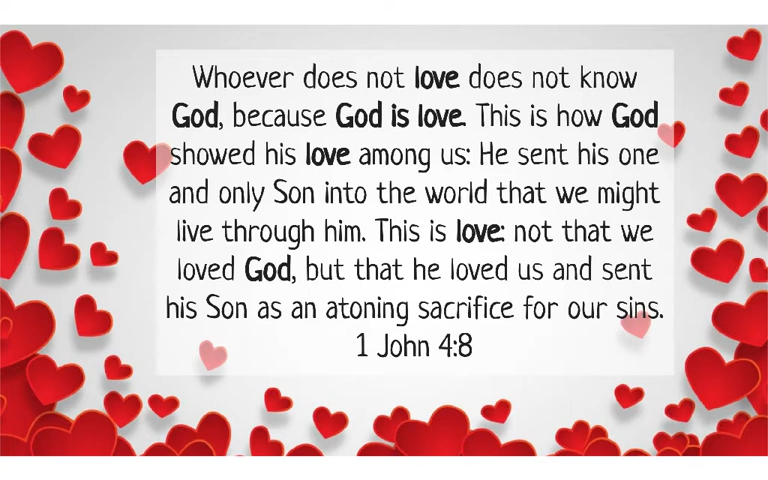 Whoever does not love does not know
God, because God is love. This is how God
showed his love among us: He sent his one
and only Son into the world that we might
live through him. This is love: not that we
loved God, but that he loved us and sent
his Son as an atoning sacrifice for our sins.
1 John 4:8